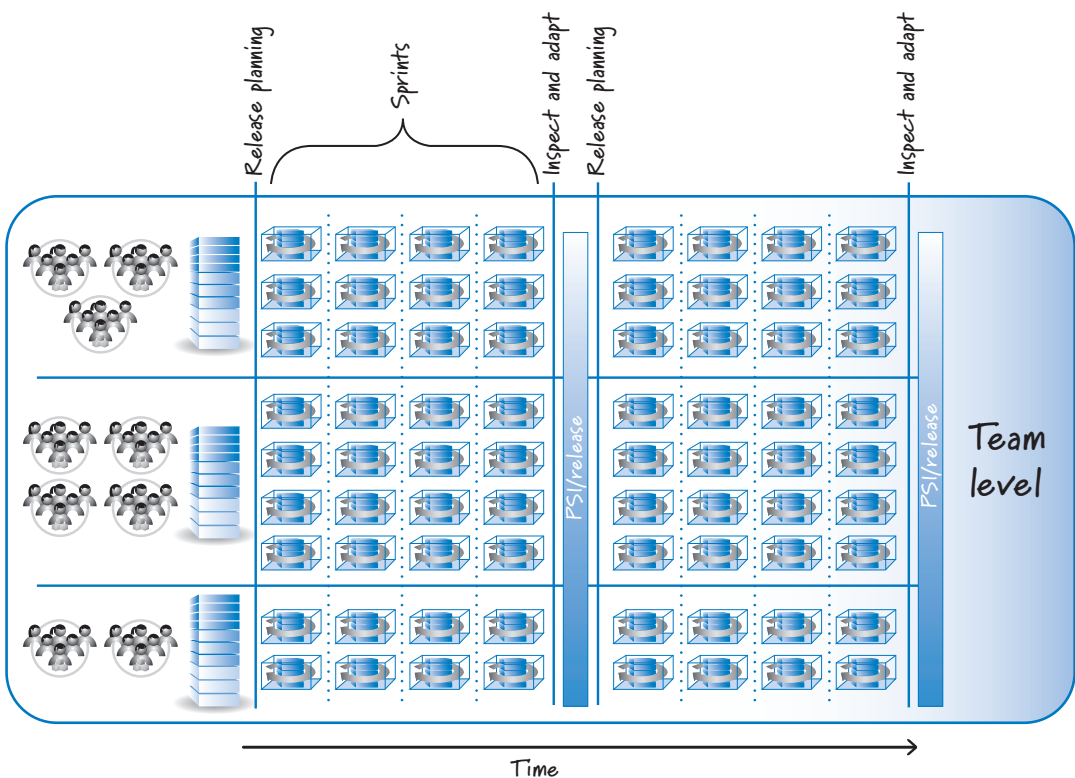 Release planning
Sprints
Inspect and adapt
Release planning
Inspect and adapt
PSI/release
PSI/release
Team
level
Time